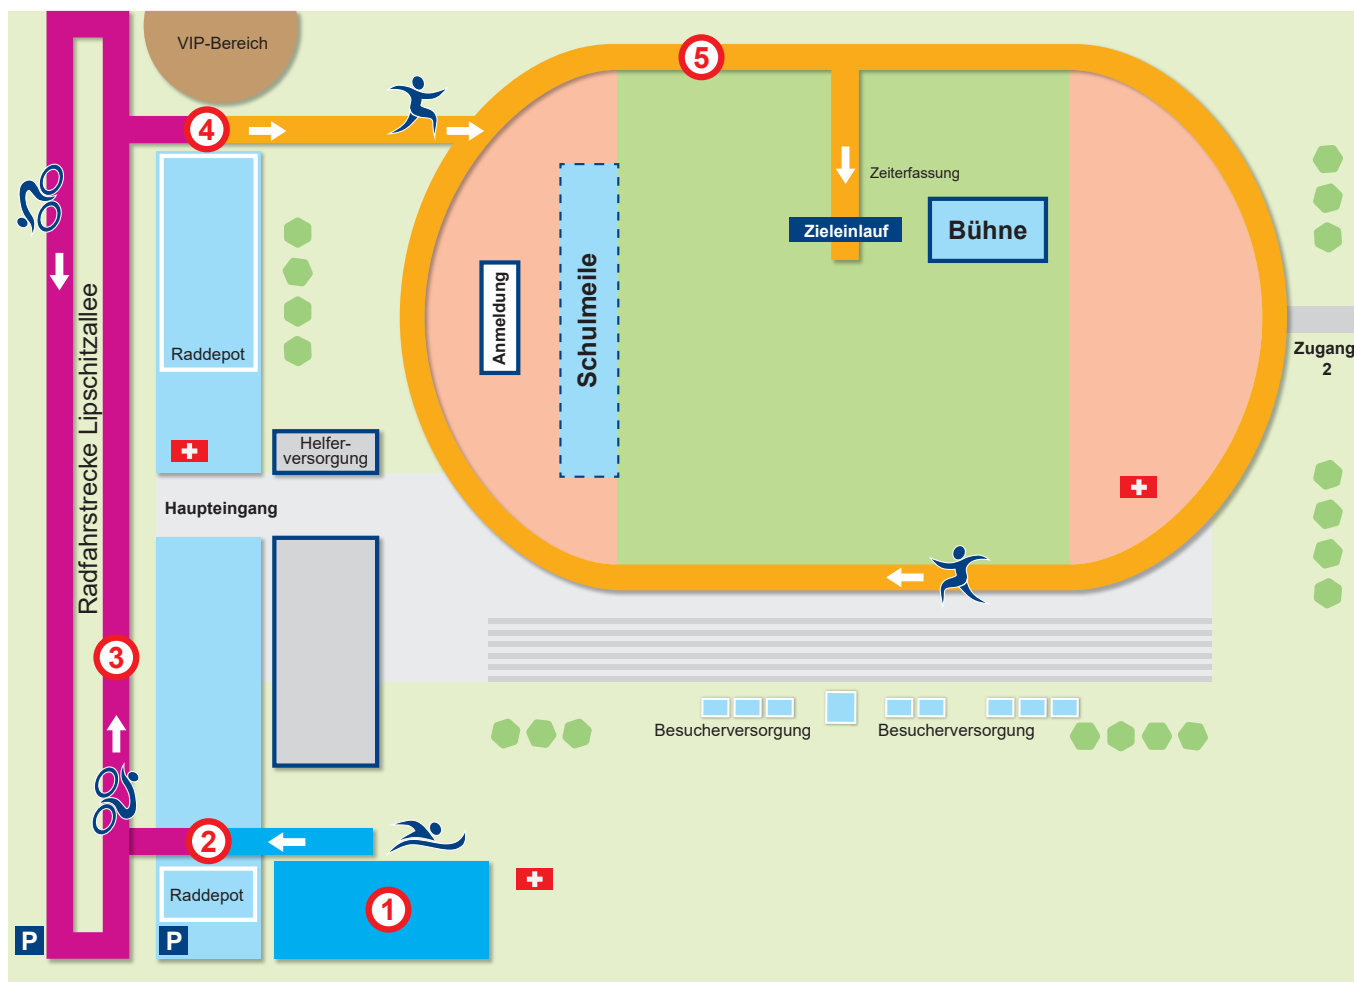 VIP-Bereich
5
4
Zeiterfassung
Zieleinlauf
Bühne
Schulmeile
Anmeldung
Raddepot
Radfahrstrecke Lipschitzallee
Zugang
2
Helfer-
versorgung
Haupteingang
3
Besucherversorgung
Besucherversorgung
2
Raddepot
1
P
P